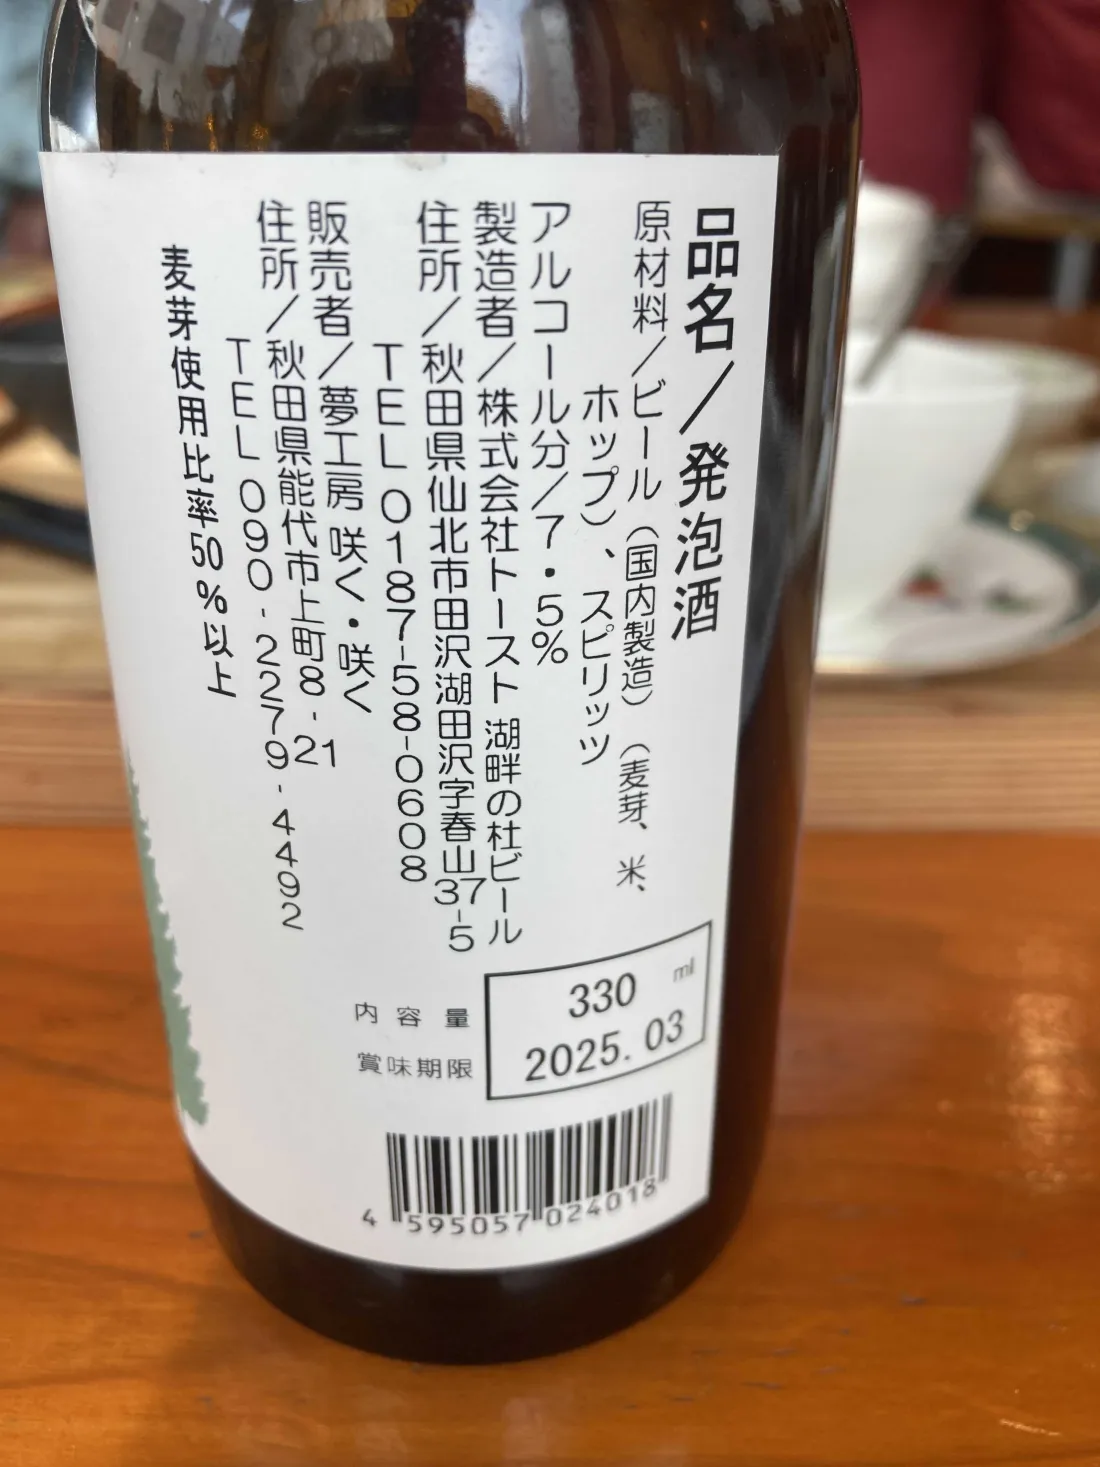 品名／発泡酒
原材料／ビール（国内製造）（麦芽、米、
ホップ）、スピリッツ
アルコール分／7・5%
製造者／株式会社トースト 湖畔の杜ビール
住所／秋田県仙北市田沢湖田沢字春山37-5
TEL 0187-58-0608
販売者／夢工房 咲く・咲く
住所／秋田県能代市上町8-21
TEL 090-2279-4492
麦芽使用比率50%以上
内容量 330 ml
賞味期限 2025.03
4 595057 024018